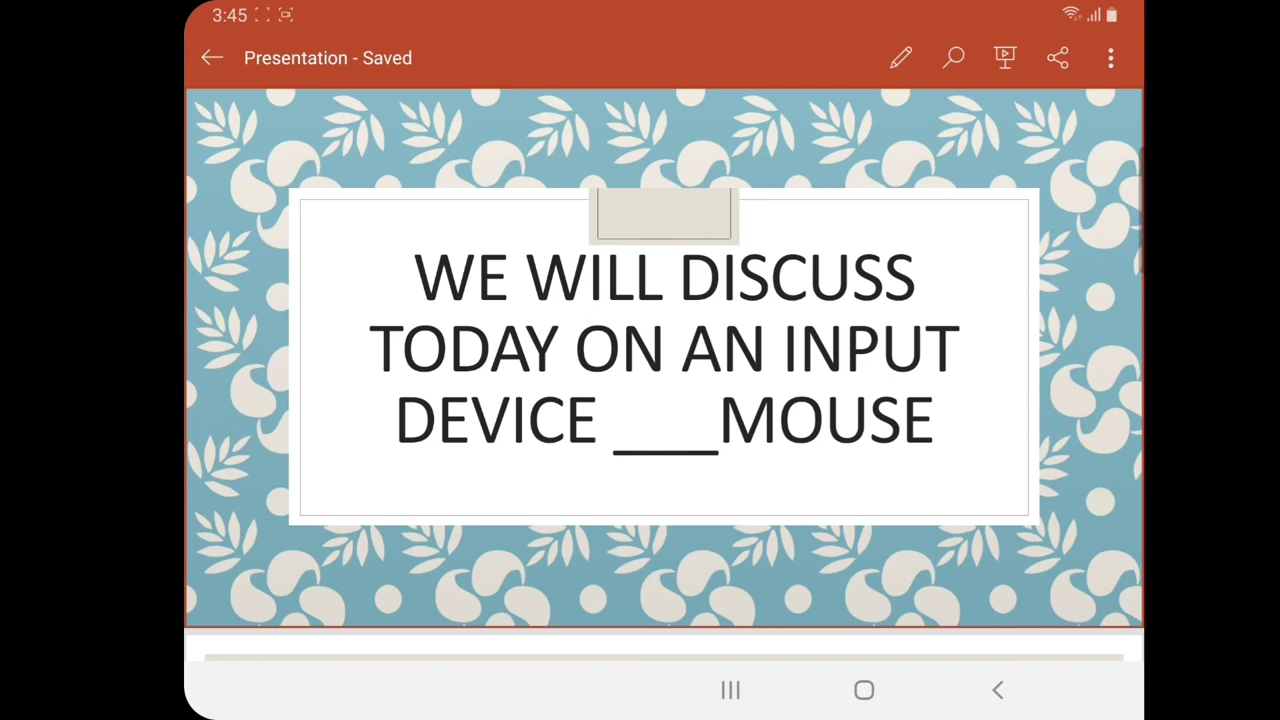 3:45
Presentation - Saved
WE WILL DISCUSS
TODAY ON AN INPUT
DEVICE ____MOUSE